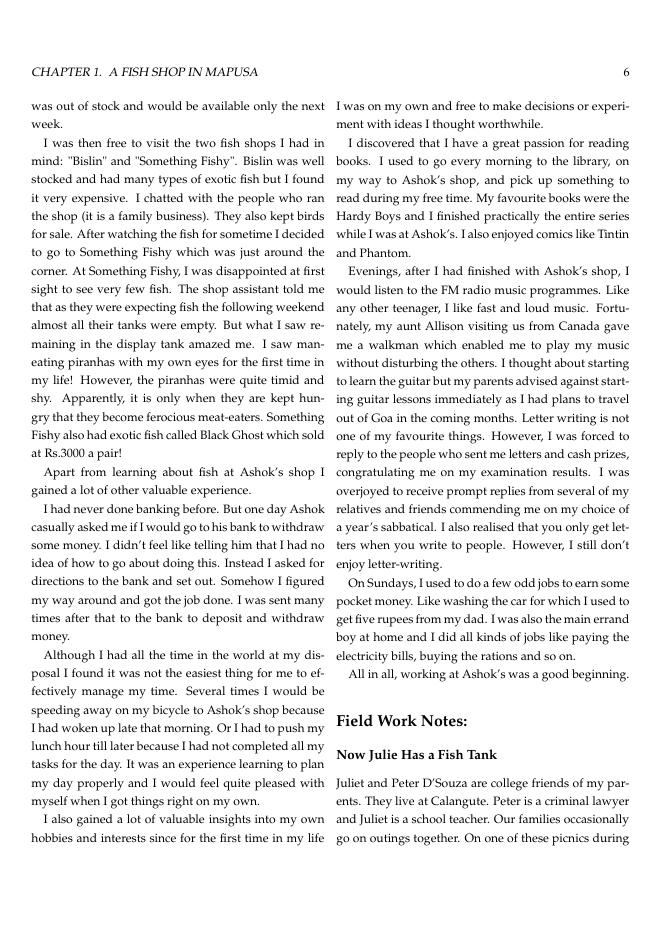 CHAPTER 1. A FISH SHOP IN MAPUSA 6
was out of stock and would be available only the next
week.
I was then free to visit the two fish shops I had in
mind: "Bislin" and "Something Fishy". Bislin was well
stocked and had many types of exotic fish but I found
it very expensive. I chatted with the people who ran
the shop (it is a family business). They also kept birds
for sale. After watching the fish for sometime I decided
to go to Something Fishy which was just around the
corner. At Something Fishy, I was disappointed at first
sight to see very few fish. The shop assistant told me
that as they were expecting fish the following weekend
almost all their tanks were empty. But what I saw re-
maining in the display tank amazed me. I saw man-
eating piranhas with my own eyes for the first time in
my life! However, the piranhas were quite timid and
shy. Apparently, it is only when they are kept hun-
gry that they become ferocious meat-eaters. Something
Fishy also had exotic fish called Black Ghost which sold
at Rs.3000 a pair!
Apart from learning about fish at Ashok's shop I
gained a lot of other valuable experience.
I had never done banking before. But one day Ashok
casually asked me if I would go to his bank to withdraw
some money. I didn't feel like telling him that I had no
idea of how to go about doing this. Instead I asked for
directions to the bank and set out. Somehow I figured
my way around and got the job done. I was sent many
times after that to the bank to deposit and withdraw
money.
Although I had all the time in the world at my dis-
posal I found it was not the easiest thing for me to ef-
fectively manage my time. Several times I would be
speeding away on my bicycle to Ashok's shop because
I had woken up late that morning. Or I had to push my
lunch hour till later because I had not completed all my
tasks for the day. It was an experience learning to plan
my day properly and I would feel quite pleased with
myself when I got things right on my own.
I also gained a lot of valuable insights into my own
hobbies and interests since for the first time in my life
I was on my own and free to make decisions or experi-
ment with ideas I thought worthwhile.
I discovered that I have a great passion for reading
books. I used to go every morning to the library, on
my way to Ashok's shop, and pick up something to
read during my free time. My favourite books were the
Hardy Boys and I finished practically the entire series
while I was at Ashok's. I also enjoyed comics like Tintin
and Phantom.
Evenings, after I had finished with Ashok's shop, I
would listen to the FM radio music programmes. Like
any other teenager, I like fast and loud music. Fortu-
nately, my aunt Allison visiting us from Canada gave
me a walkman which enabled me to play my music
without disturbing the others. I thought about starting
to learn the guitar but my parents advised against start-
ing guitar lessons immediately as I had plans to travel
out of Goa in the coming months. Letter writing is not
one of my favourite things. However, I was forced to
reply to the people who sent me letters and cash prizes,
congratulating me on my examination results. I was
overjoyed to receive prompt replies from several of my
relatives and friends commending me on my choice of
a year's sabbatical. I also realised that you only get let-
ters when you write to people. However, I still don't
enjoy letter-writing.
On Sundays, I used to do a few odd jobs to earn some
pocket money. Like washing the car for which I used to
get five rupees from my dad. I was also the main errand
boy at home and I did all kinds of jobs like paying the
electricity bills, buying the rations and so on.
All in all, working at Ashok's was a good beginning.
Field Work Notes:
Now Julie Has a Fish Tank
Juliet and Peter D'Souza are college friends of my par-
ents. They live at Calangute. Peter is a criminal lawyer
and Juliet is a school teacher. Our families occasionally
go on outings together. On one of these picnics during